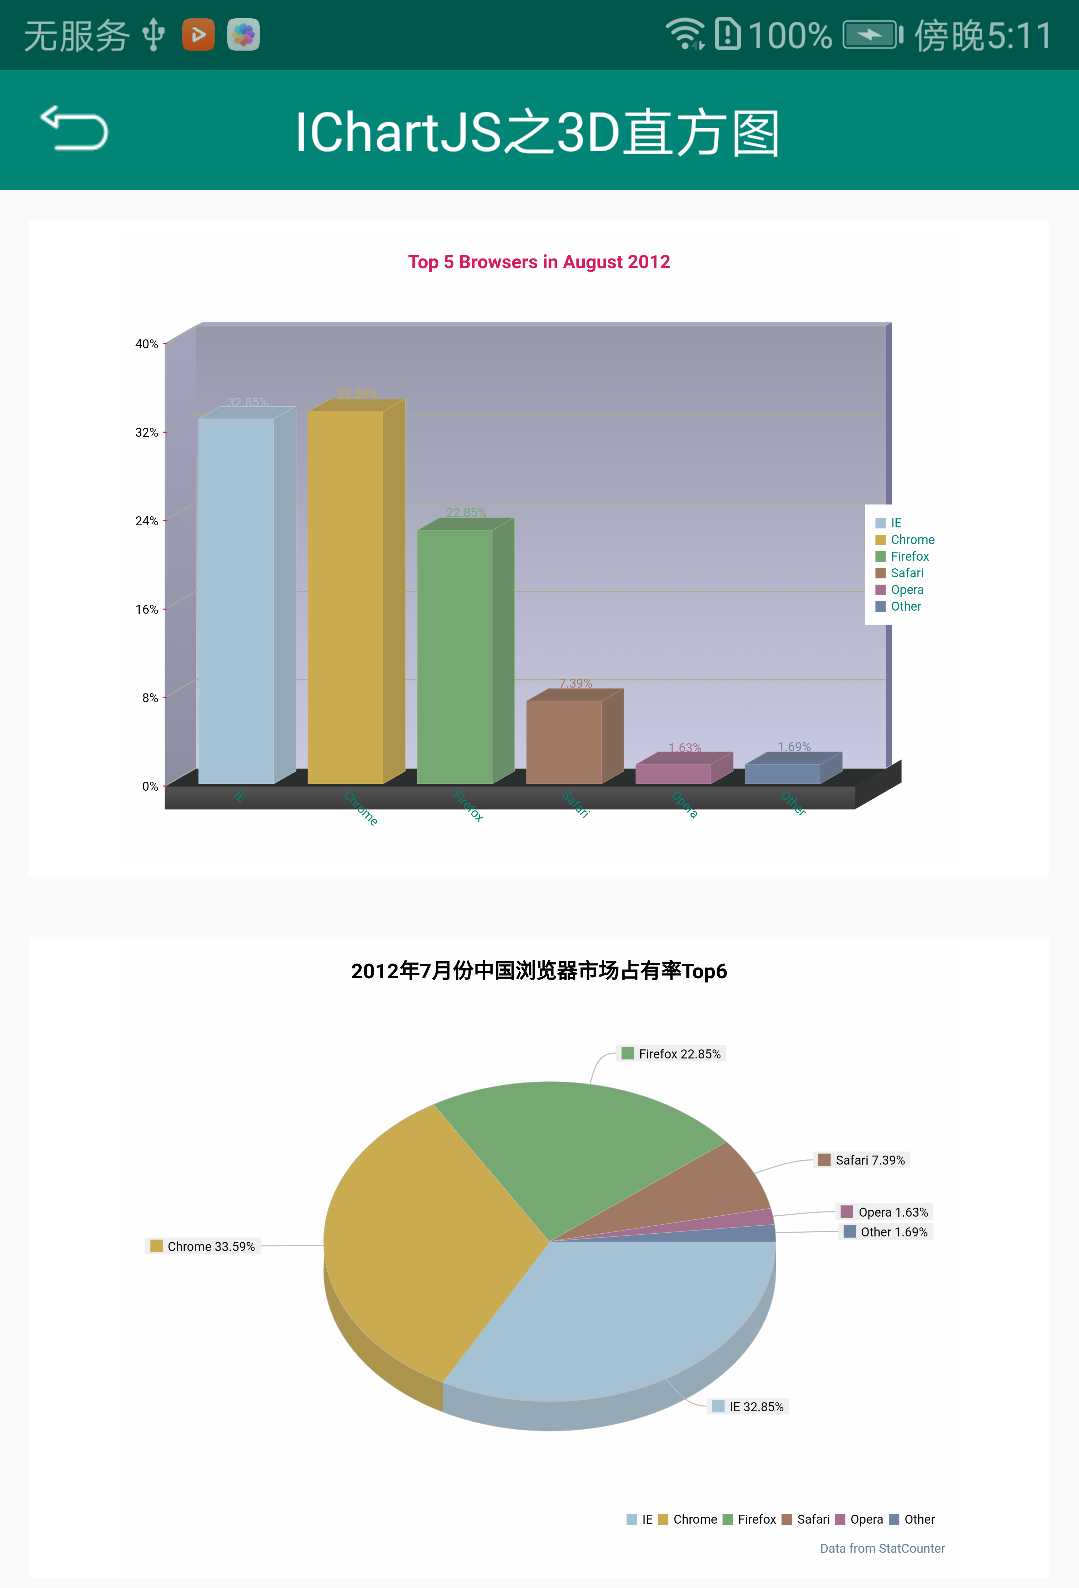 无服务 100% 傍晚5:11
IChartJS之3D直方图
Top 5 Browsers in August 2012
40%
32%
24%
16%
8%
0%
32.85%
33.59%
22.85%
7.39%
1.63%
1.69%
IE
Chrome
Firefox
Safari
Opera
Other
IE
Chrome
Firefox
Safari
Opera
Other
2012年7月份中国浏览器市场占有率Top6
Firefox 22.85%
Safari 7.39%
Opera 1.63%
Other 1.69%
Chrome 33.59%
IE 32.85%
IE Chrome Firefox Safari Opera Other
Data from StatCounter